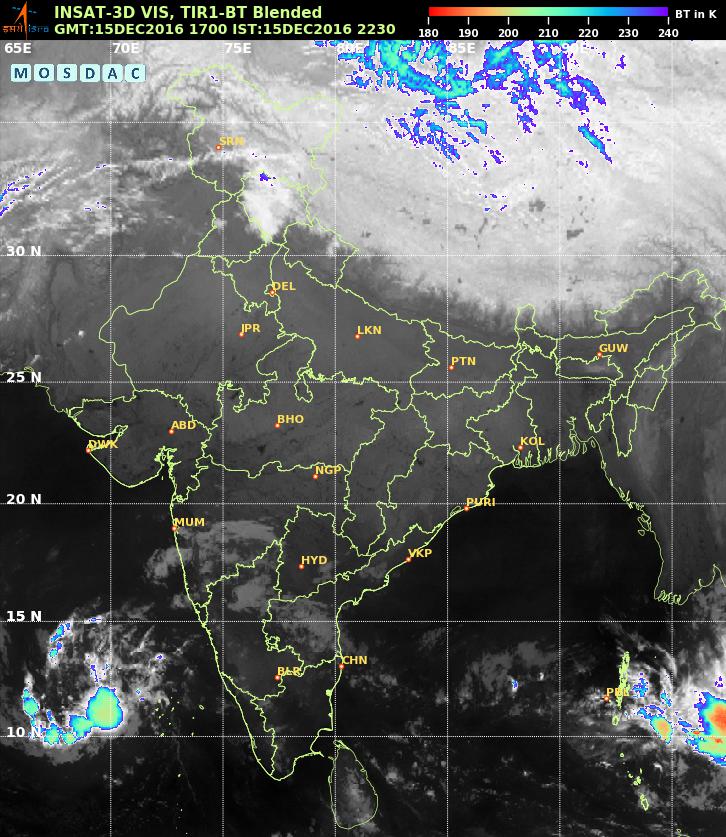 INSAT-3D VIS, TIR1-BT Blended
GMT:15DEC2016 1700 IST:15DEC2016 2230
BT in K
180 190 200 210 220 230 240
65E 70E 75E 80E 85E 90E
MOSDAC
SRN
30 N
DEL
JPR LKN
GUW
PTN
25 N
ABD BHO
DWK KOL
NGP
20 N PURI
MUM
HYD VKP
15 N
BLR CHN
PBL
10 N